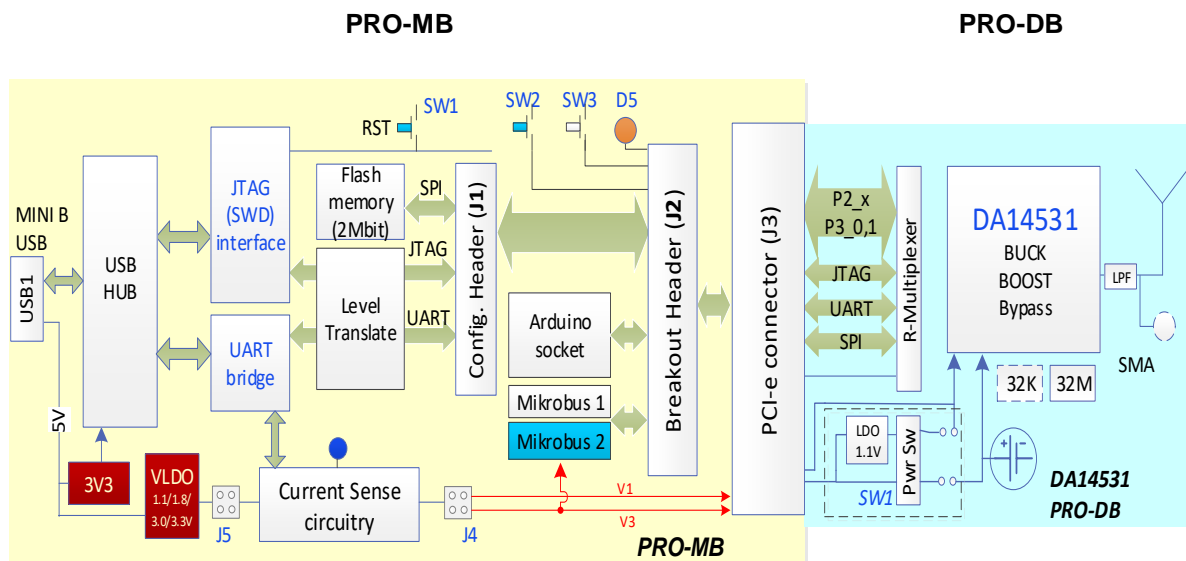 PRO-MB
PRO-DB
SW1
SW2
SW3
D5
RST
MINI B
USB
USB1
USB
HUB
JTAG
(SWD)
interface
Flash
memory
(2Mbit)
SPI
JTAG
UART
Level
Translate
UART
bridge
Config. Header (J1)
Arduino
socket
Mikrobus 1
Mikrobus 2
Breakout Header (J2)
PCI-e connector (J3)
P2_x
P3_0,1
JTAG
UART
SPI
R-Multiplexer
DA14531
BUCK
BOOST
Bypass
LPF
SMA
32K
32M
5V
3V3
VLDO
1.1/1.8/
3.0/3.3V
J5
Current Sense
circuitry
J4
V1
V3
LDO
1.1V
Pwr Sw
SW1
PRO-MB
DA14531
PRO-DB